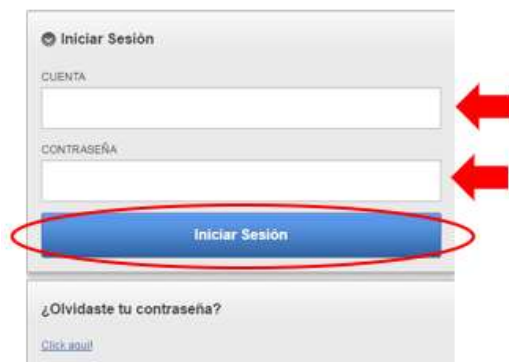 Iniciar Sesión
CUENTA
CONTRASEÑA
Iniciar Sesión
¿Olvidaste tu contraseña?
Click aquí!